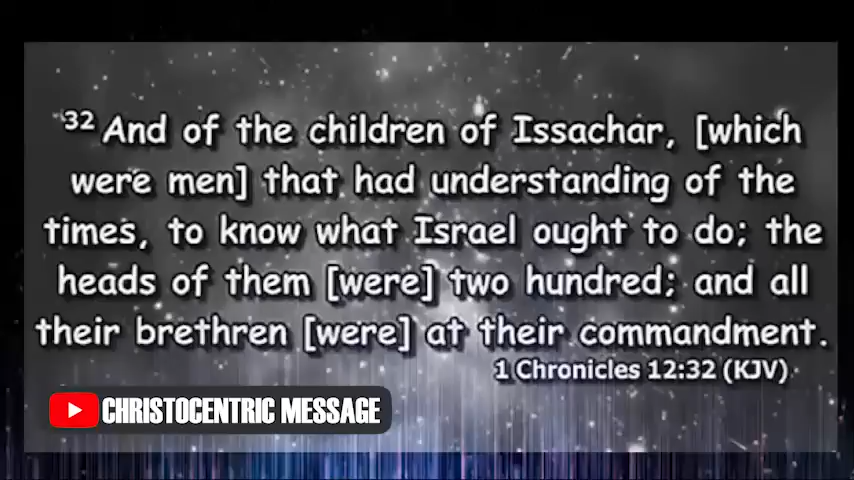 32 And of the children of Issachar, [which
were men] that had understanding of the
times, to know what Israel ought to do; the
heads of them [were] two hundred; and all
their brethren [were] at their commandment.
1 Chronicles 12:32 (KJV)
CHRISTOCENTRIC MESSAGE